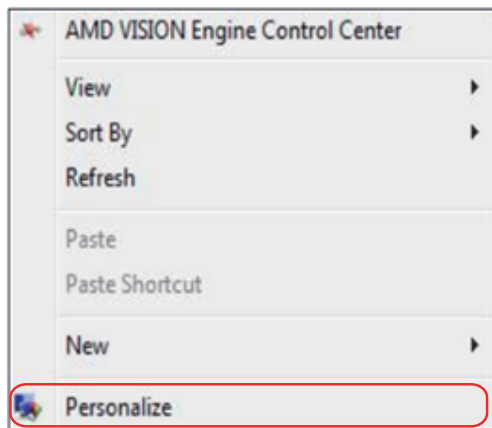 AMD VISION Engine Control Center
View
Sort By
Refresh
Paste
Paste Shortcut
New
Personalize